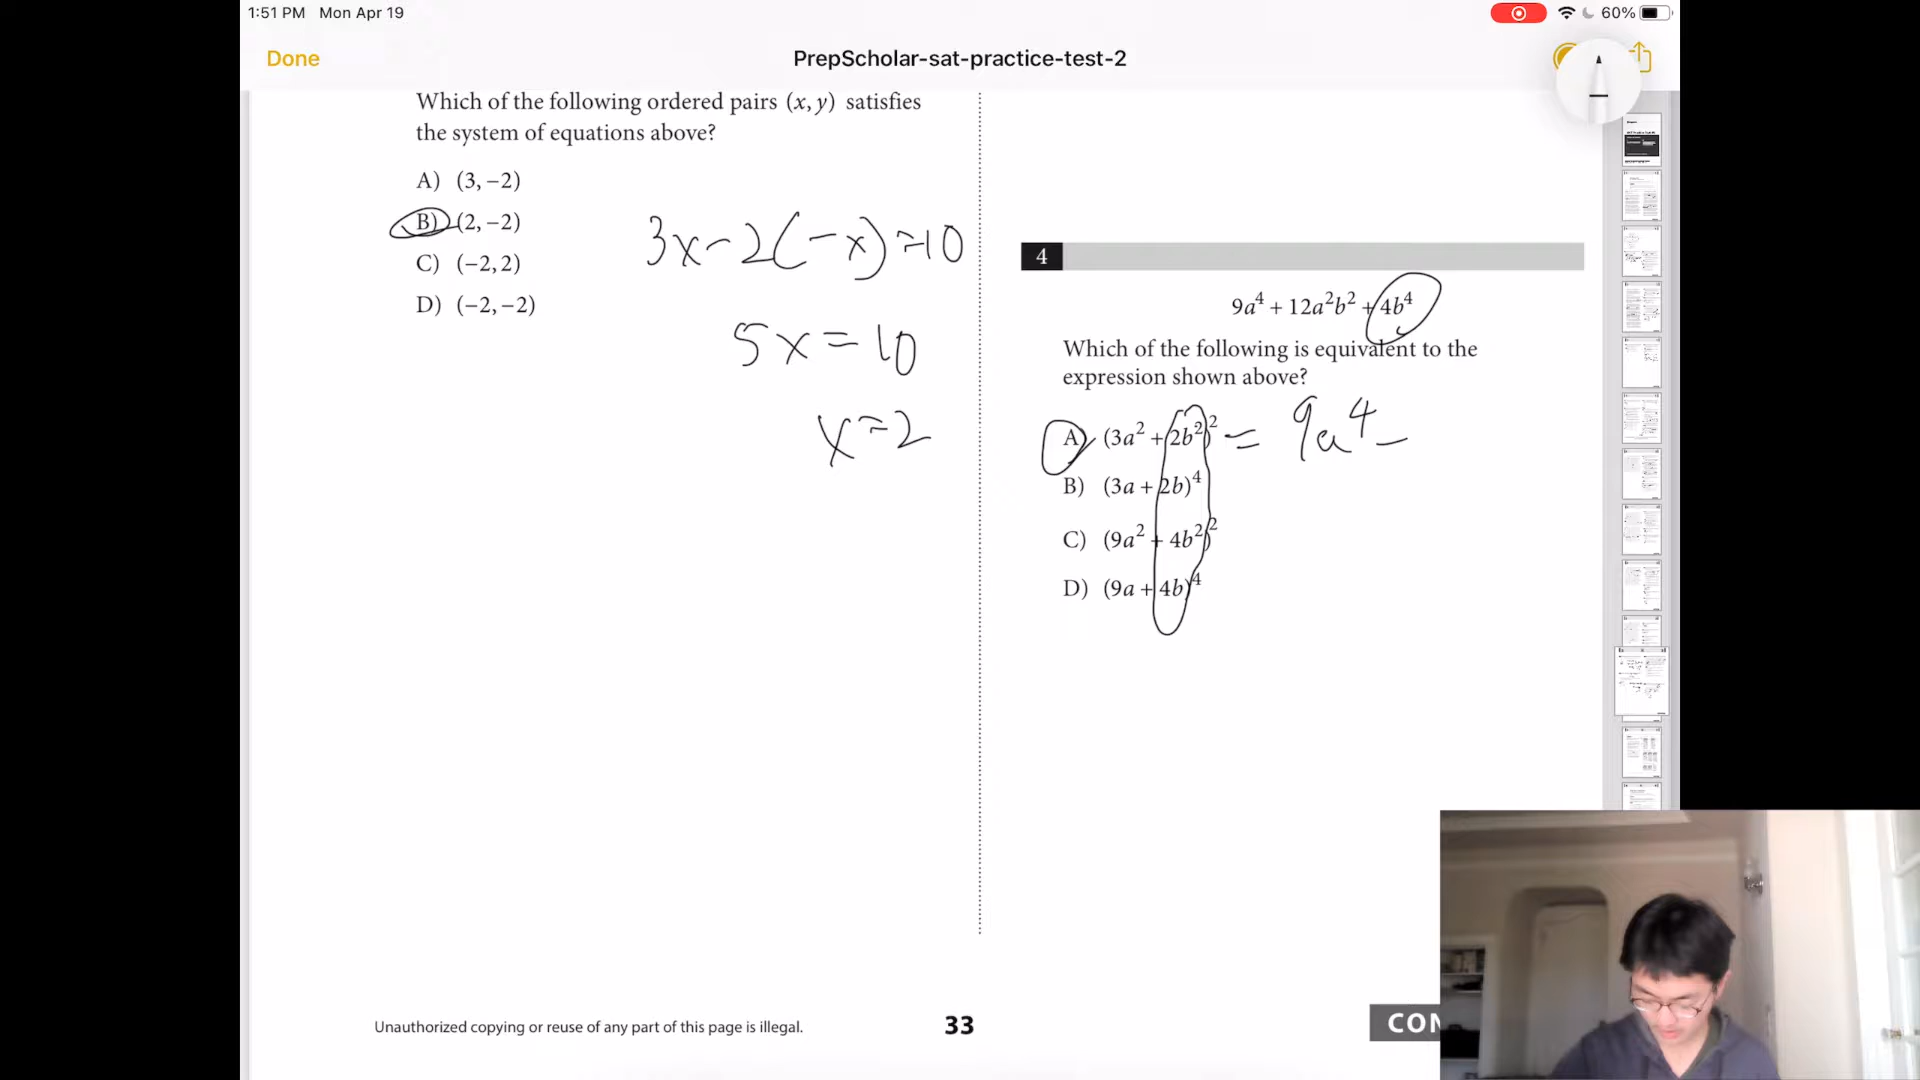 1:51 PM Mon Apr 19
60%
Done
PrepScholar-sat-practice-test-2
Which of the following ordered pairs (x, y) satisfies
the system of equations above?
A) (3, −2)
B) (2, −2)
C) (−2, 2)
D) (−2, −2)
3x − 2(−x) = 10
5x = 10
x = 2
4
9a⁴ + 12a²b² + 4b⁴
Which of the following is equivalent to the
expression shown above?
A) (3a² + 2b²)² = 9a⁴ −
B) (3a + 2b)⁴
C) (9a² + 4b²)²
D) (9a + 4b)⁴
Unauthorized copying or reuse of any part of this page is illegal.
33
CON